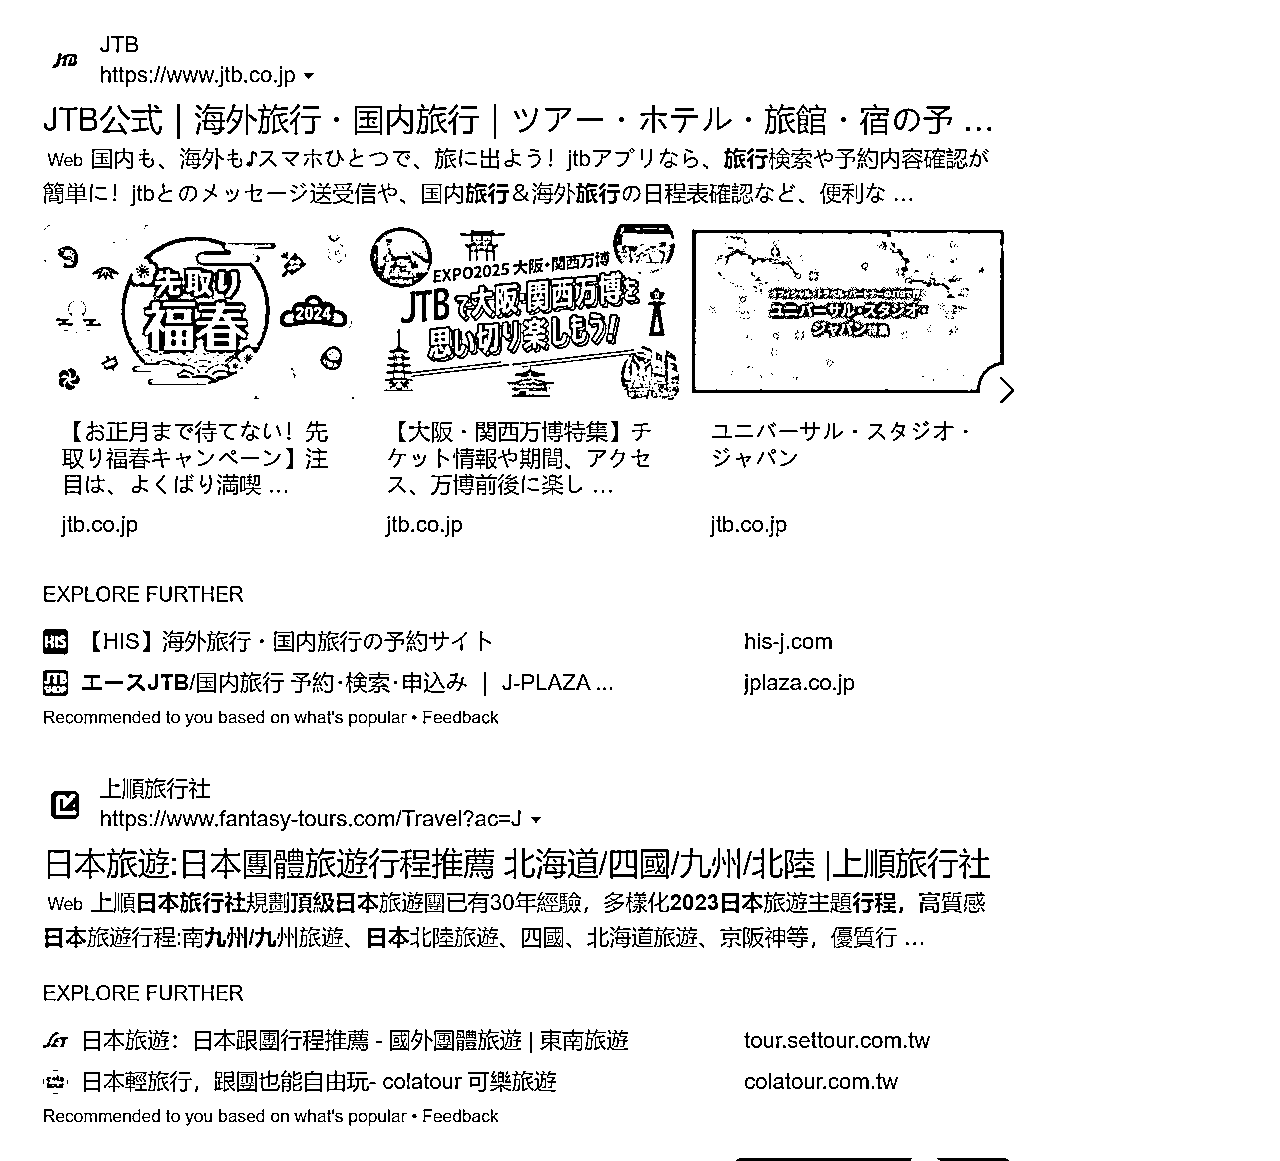 JTB
JTB
https://www.jtb.co.jp
JTB公式｜海外旅行・国内旅行｜ツアー・ホテル・旅館・宿の予 ...
Web 国内も、海外も♪スマホひとつで、旅に出よう！jtbアプリなら、旅行検索や予約内容確認が
簡単に！jtbとのメッセージ送受信や、国内旅行＆海外旅行の日程表確認など、便利な ...
先取り
福春
2024
EXPO2025 大阪・関西万博
JTBで大阪・関西万博を
思い切り楽しもう!
ユニバーサル・スタジオ・
ジャパン特集
【お正月まで待てない！先
取り福春キャンペーン】注
目は、よくばり満喫 ...
jtb.co.jp
【大阪・関西万博特集】チ
ケット情報や期間、アクセ
ス、万博前後に楽し ...
jtb.co.jp
ユニバーサル・スタジオ・
ジャパン
jtb.co.jp
EXPLORE FURTHER
HIS 【HIS】海外旅行・国内旅行の予約サイト his-j.com
エースJTB/国内旅行 予約･検索･申込み ｜ J-PLAZA ... jplaza.co.jp
Recommended to you based on what's popular • Feedback
上順旅行社
https://www.fantasy-tours.com/Travel?ac=J
日本旅遊:日本團體旅遊行程推薦 北海道/四國/九州/北陸 |上順旅行社
Web 上順日本旅行社規劃頂級日本旅遊團已有30年經驗，多樣化2023日本旅遊主題行程，高質感
日本旅遊行程:南九州/九州旅遊、日本北陸旅遊、四國、北海道旅遊、京阪神等，優質行 ...
EXPLORE FURTHER
SET 日本旅遊：日本跟團行程推薦 - 國外團體旅遊 | 東南旅遊 tour.settour.com.tw
日本輕旅行，跟團也能自由玩- colatour 可樂旅遊 colatour.com.tw
Recommended to you based on what's popular • Feedback